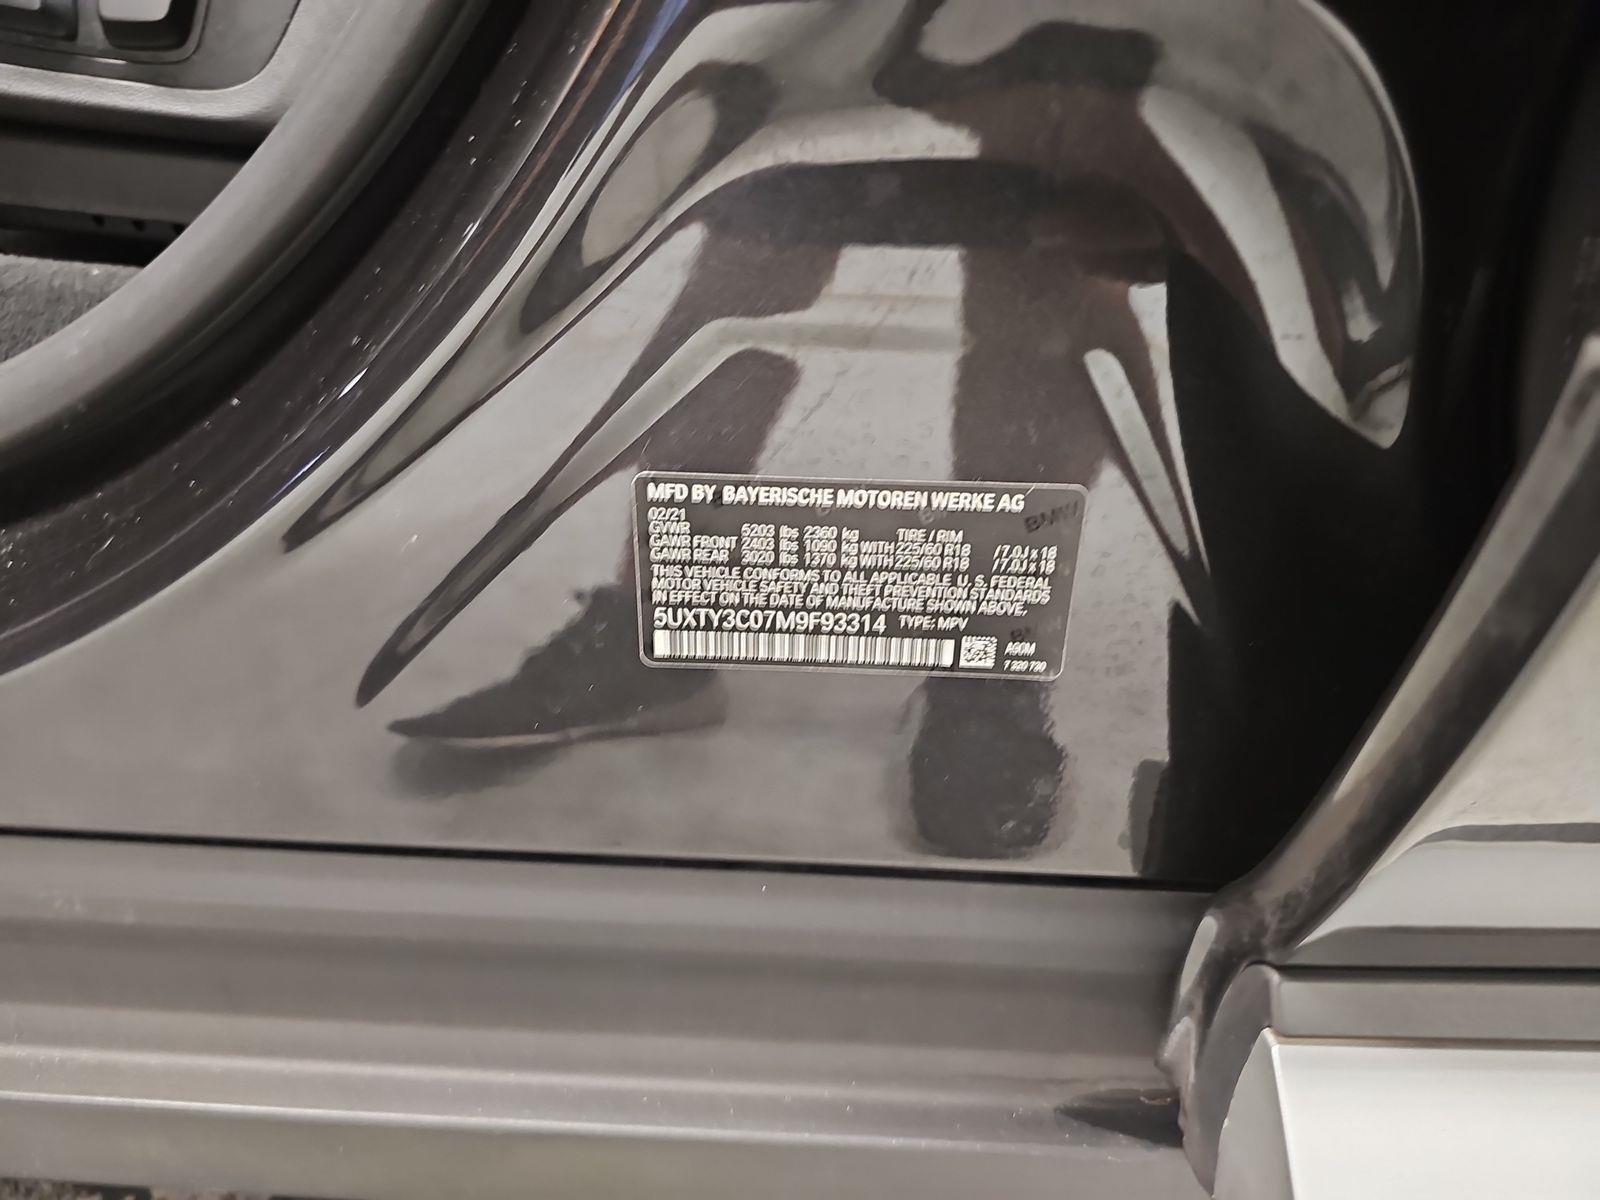 MFD BY BAYERISCHE MOTOREN WERKE AG
02/21
GVWR 5203 lbs 2360 kg TIRE / RIM
GAWR FRONT 2403 lbs 1090 kg WITH 225/60 R18 /7.0J x 18
GAWR REAR 3020 lbs 1370 kg WITH 225/60 R18 /7.0J x 18
THIS VEHICLE CONFORMS TO ALL APPLICABLE U. S. FEDERAL
MOTOR VEHICLE SAFETY AND THEFT PREVENTION STANDARDS
IN EFFECT ON THE DATE OF MANUFACTURE SHOWN ABOVE.
5UXTY3C07M9F93314 TYPE: MPV